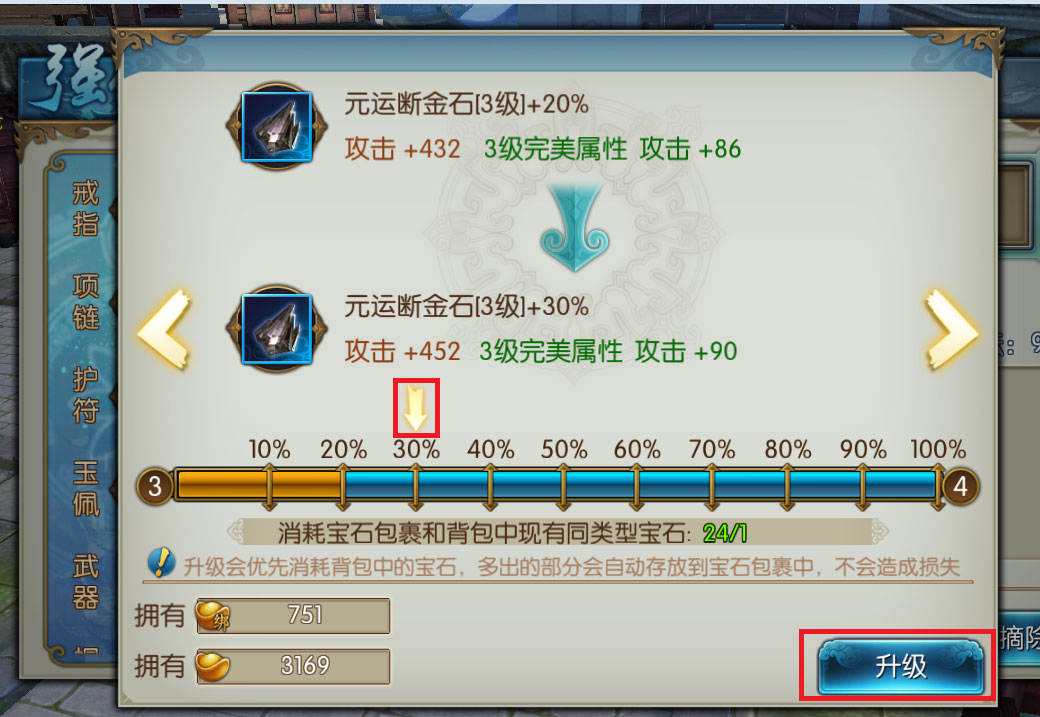 强
戒指
项链
护符
玉佩
武器
元运断金石[3级]+20%
攻击 +432 3级完美属性 攻击 +86
元运断金石[3级]+30%
攻击 +452 3级完美属性 攻击 +90
10% 20% 30% 40% 50% 60% 70% 80% 90% 100%
3 4
消耗宝石包裹和背包中现有同类型宝石: 24/1
升级会优先消耗背包中的宝石，多出的部分会自动存放到宝石包裹中，不会造成损失
拥有 绑 751
拥有 3169
升级
摘除